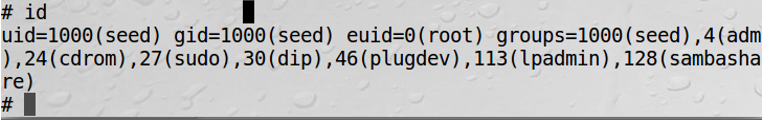 # id
uid=1000(seed) gid=1000(seed) euid=0(root) groups=1000(seed),4(adm
),24(cdrom),27(sudo),30(dip),46(plugdev),113(lpadmin),128(sambasha
re)
#